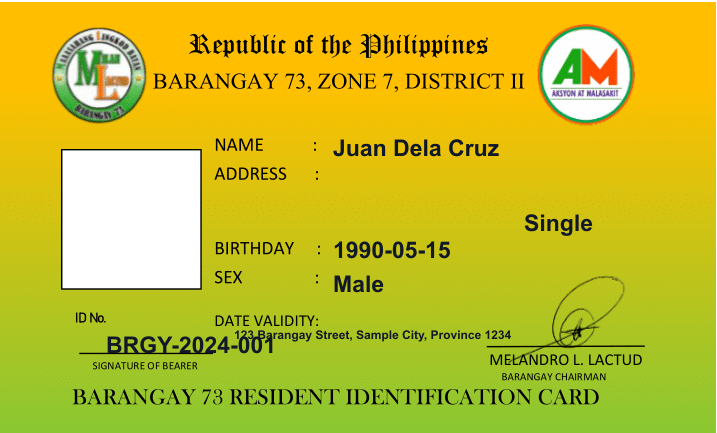 Republic of the Philippines
BARANGAY 73, ZONE 7, DISTRICT II
MAAASAHANG LINGKOD BAYAN
MILAN
ML
LACTUD
BARANGAY 73
AM
AKSYON AT MALASAKIT
NAME : Juan Dela Cruz
ADDRESS :
Single
BIRTHDAY : 1990-05-15
SEX : Male
ID No.
DATE VALIDITY:
123 Barangay Street, Sample City, Province 1234
BRGY-2024-001
SIGNATURE OF BEARER
MELANDRO L. LACTUD
BARANGAY CHAIRMAN
BARANGAY 73 RESIDENT IDENTIFICATION CARD